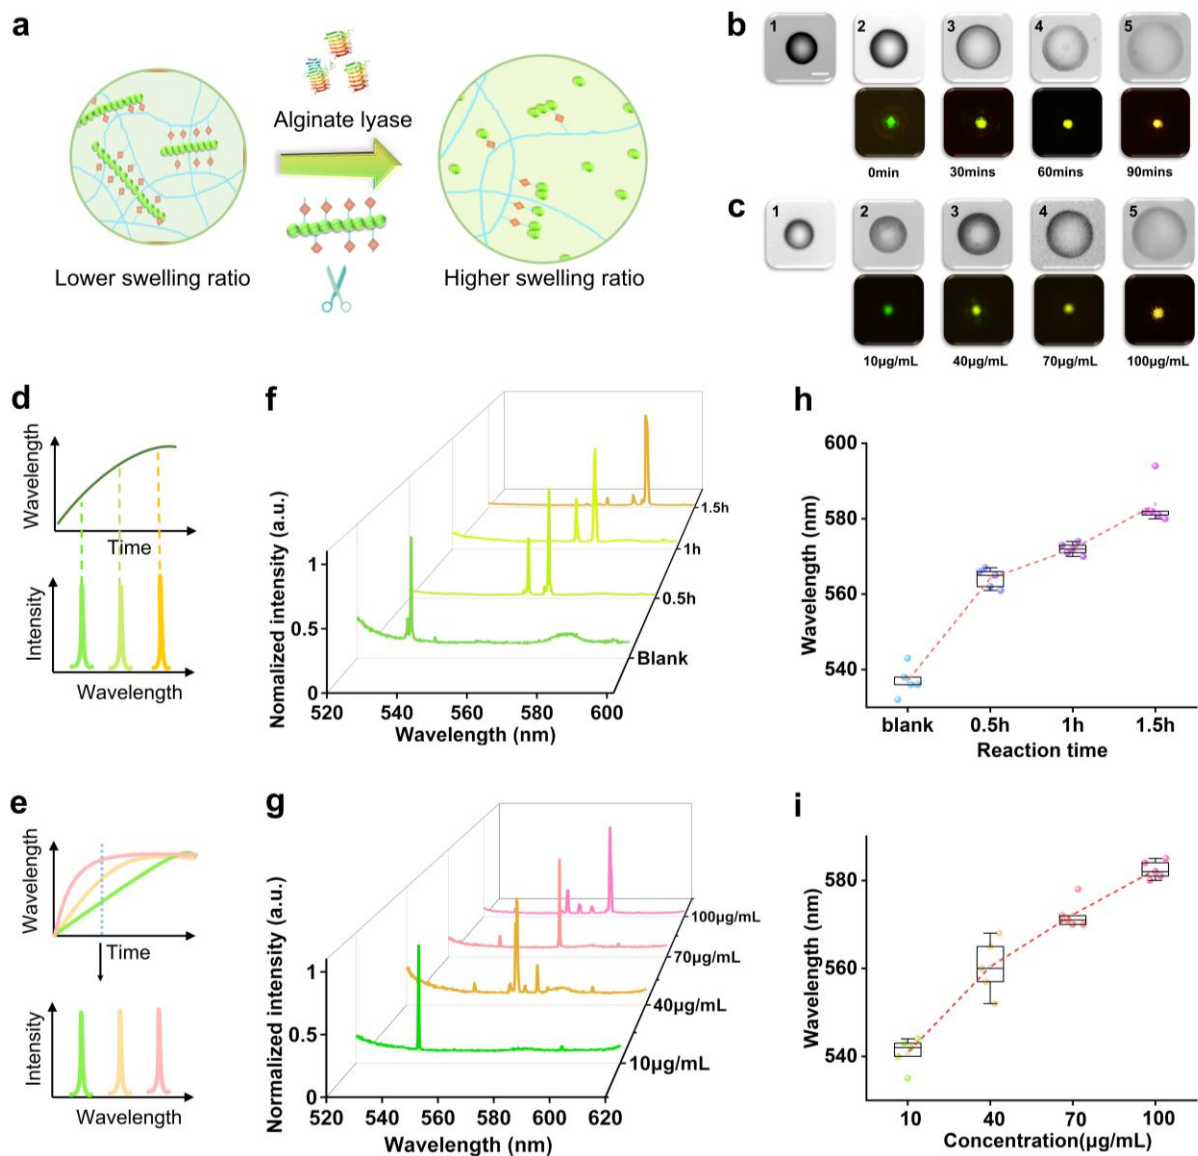 a
Alginate lyase
Lower swelling ratio
Higher swelling ratio
b
1
2
3
4
5
0min
30mins
60mins
90mins
c
1
2
3
4
5
10μg/mL
40μg/mL
70μg/mL
100μg/mL
d
Wavelength
Time
Intensity
Wavelength
f
Nomalized intensity (a.u.)
1
0.5
0
520
540
560
580
600
Wavelength (nm)
Blank
0.5h
1h
1.5h
h
Wavelength (nm)
600
580
560
540
blank
0.5h
1h
1.5h
Reaction time
e
Wavelength
Time
Intensity
Wavelength
g
Normalized intensity (a.u.)
1
0.5
0
520
540
560
580
600
620
Wavelength (nm)
10μg/mL
40μg/mL
70μg/mL
100μg/mL
i
Wavelength (nm)
580
560
540
10
40
70
100
Concentration(μg/mL)